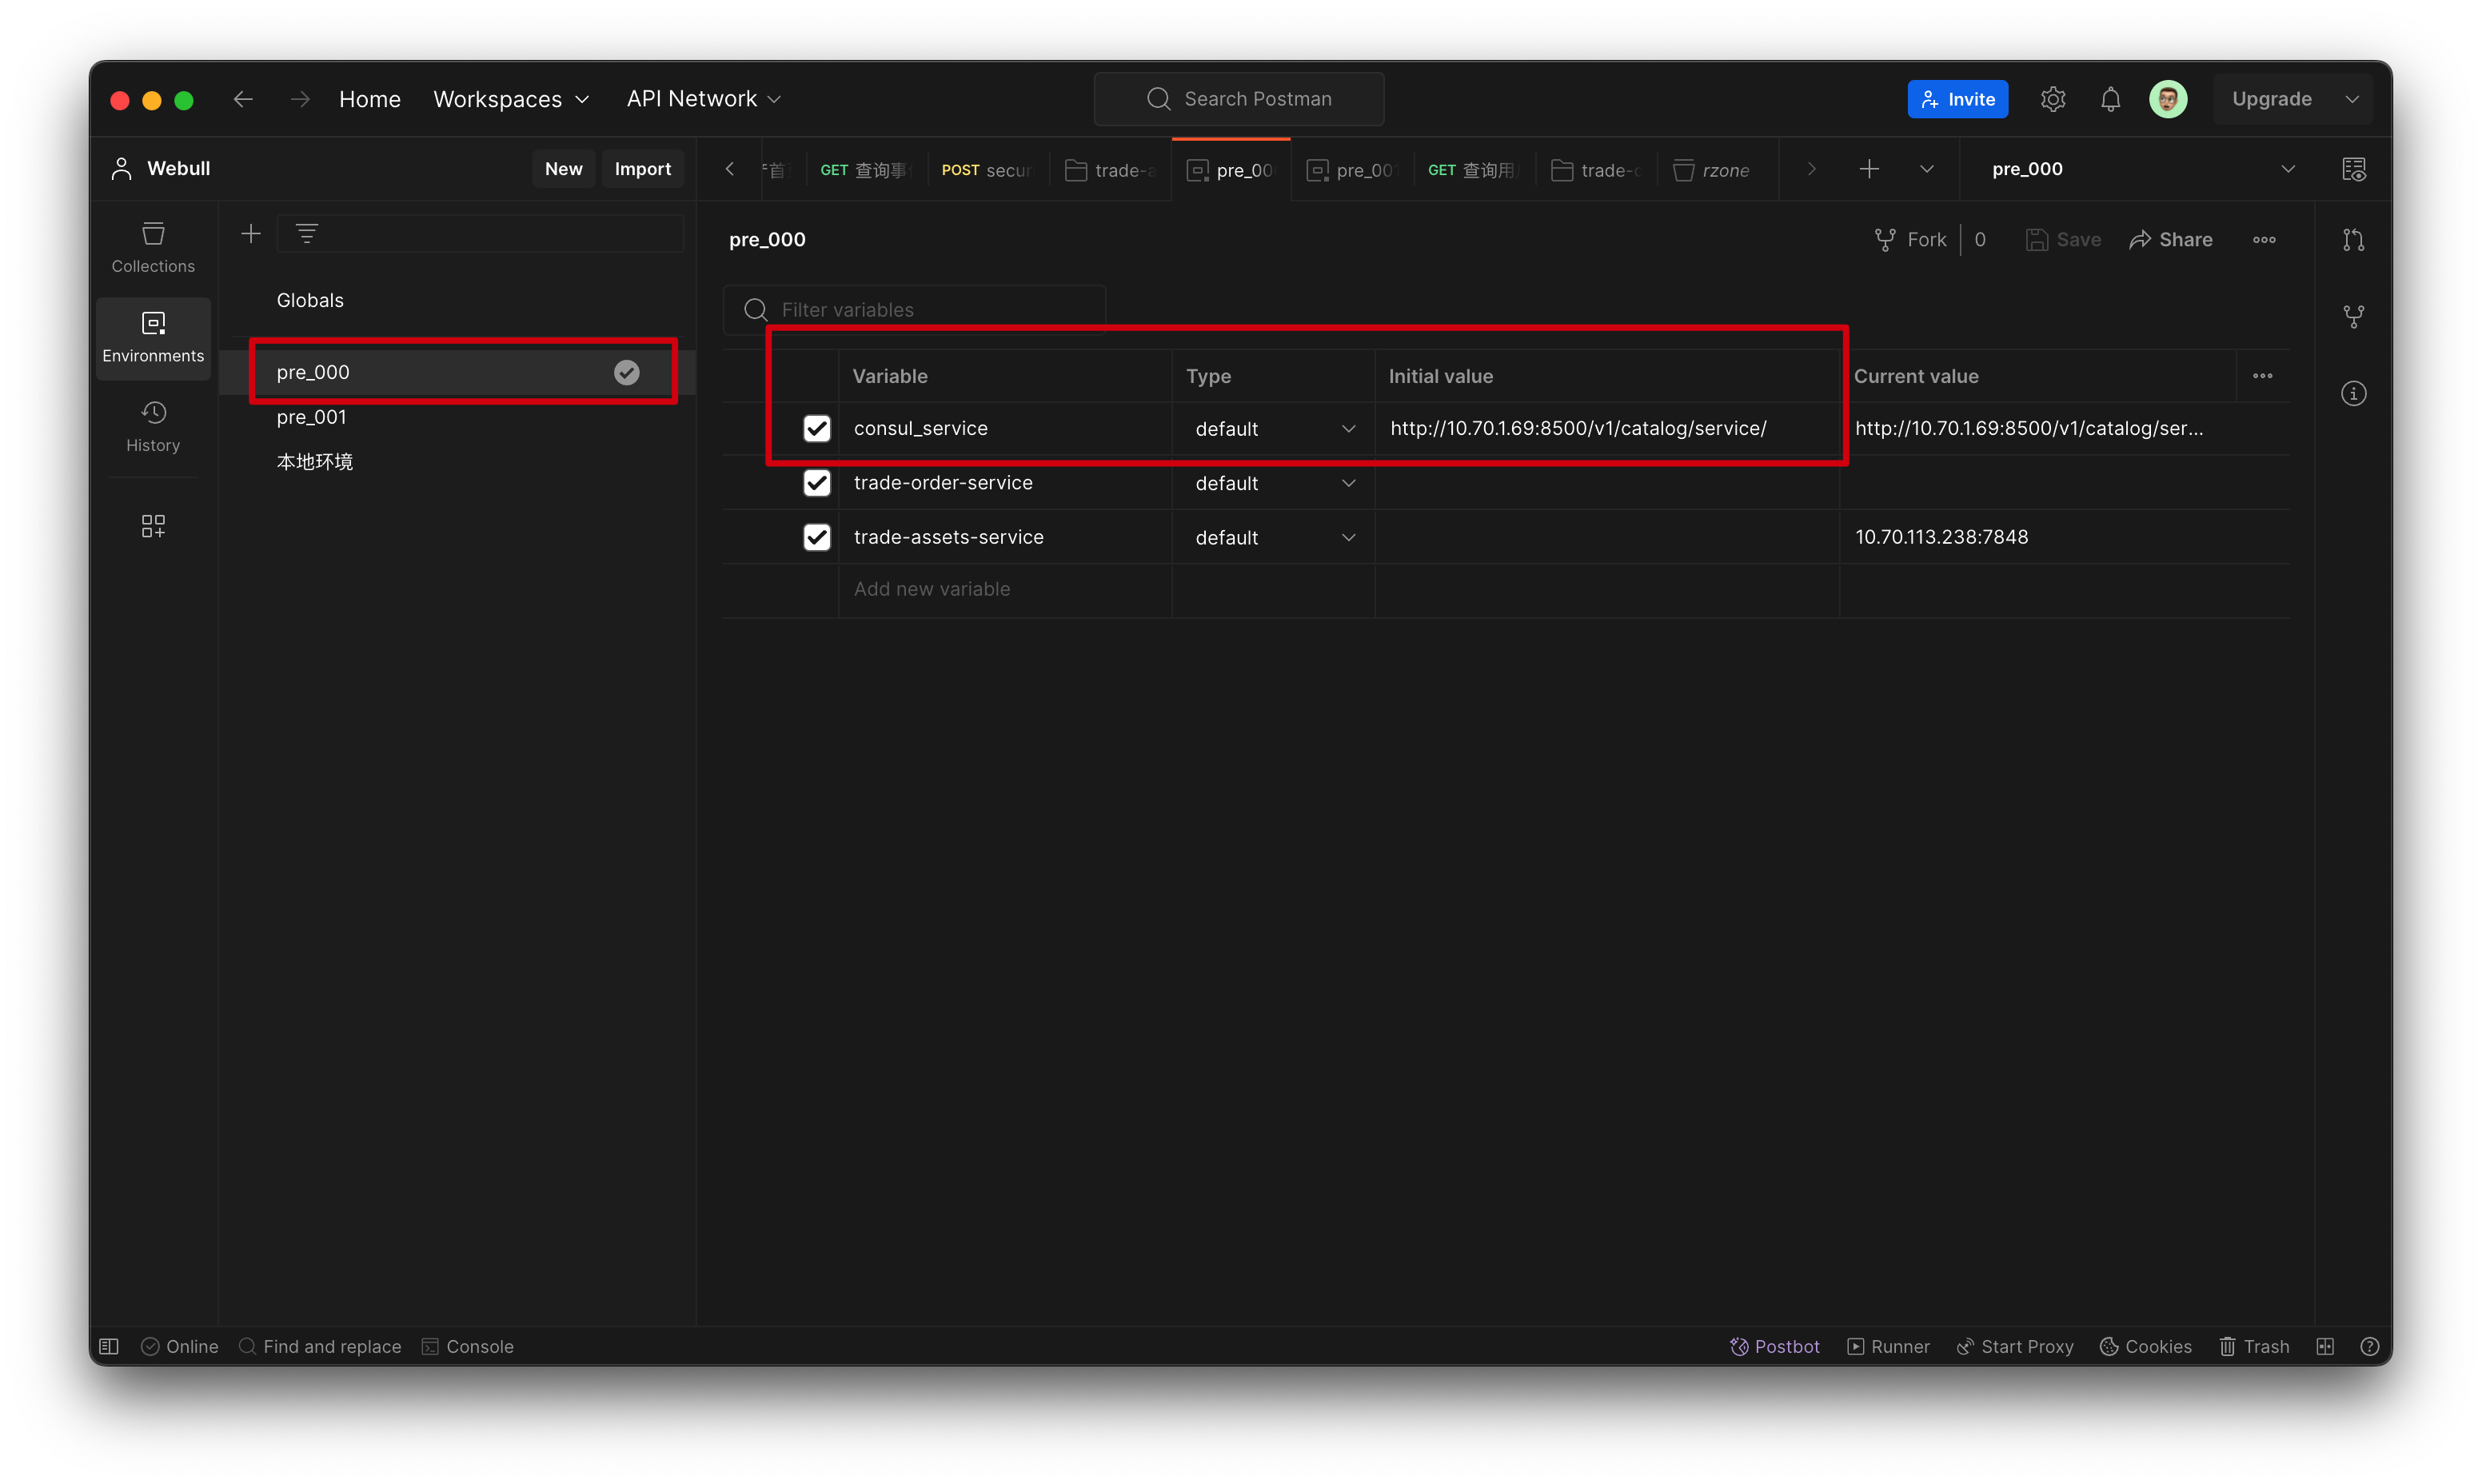 Home Workspaces API Network Search Postman Invite Upgrade
Webull New Import
GET 查询事 POST secur trade-a pre_00 pre_00 GET 查询用 trade-c rzone pre_000
Collections
Environments
History
Globals
pre_000
pre_001
本地环境
pre_000 Fork 0 Save Share
Filter variables
Variable Type Initial value Current value
consul_service default http://10.70.1.69:8500/v1/catalog/service/ http://10.70.1.69:8500/v1/catalog/ser...
trade-order-service default
trade-assets-service default 10.70.113.238:7848
Add new variable
Online Find and replace Console Postbot Runner Start Proxy Cookies Trash